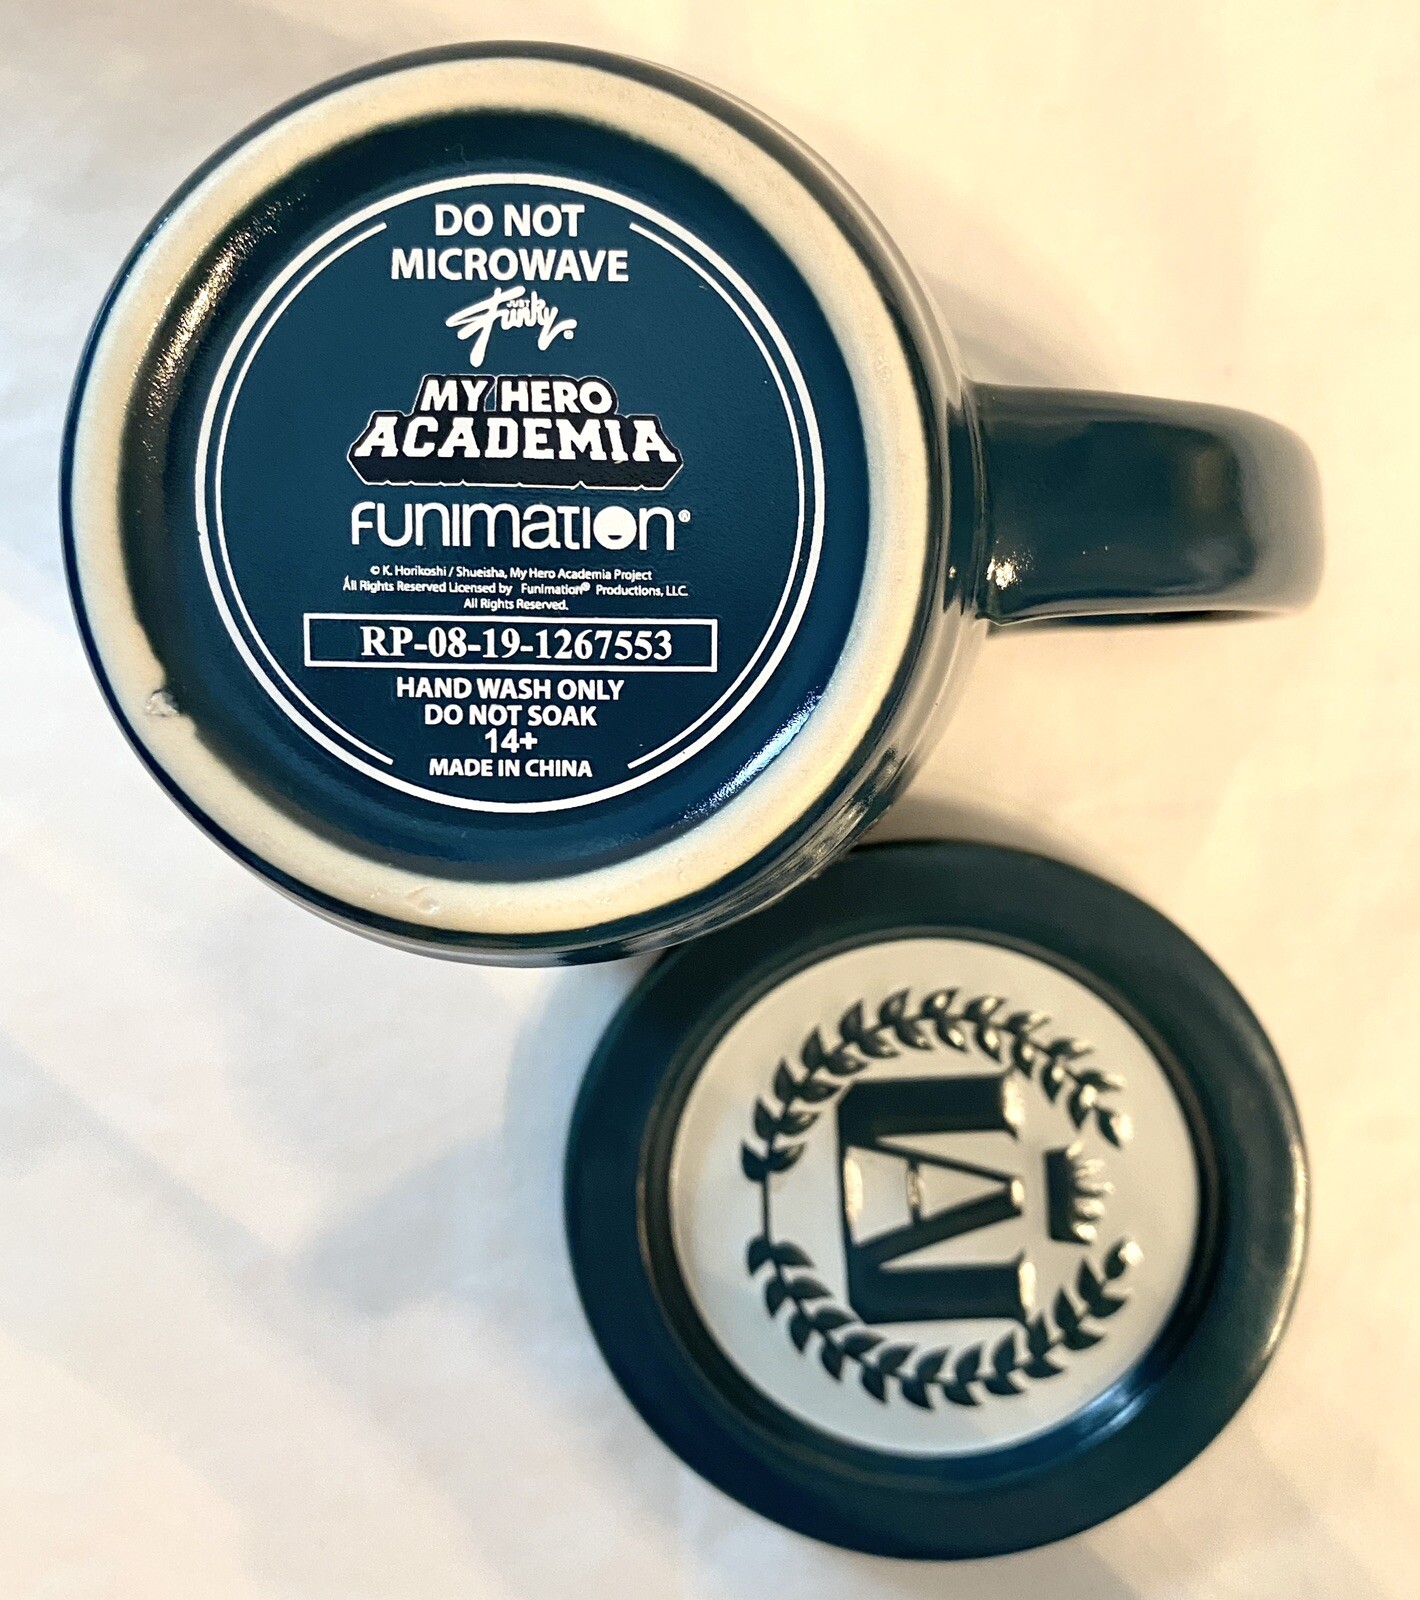 DO NOT
MICROWAVE
JUST
Funky®
MY HERO
ACADEMIA
FUnimation®
© K. Horikoshi / Shueisha, My Hero Academia Project
All Rights Reserved Licensed by Funimation® Productions, LLC.
All Rights Reserved.
RP-08-19-1267553
HAND WASH ONLY
DO NOT SOAK
14+
MADE IN CHINA
UA